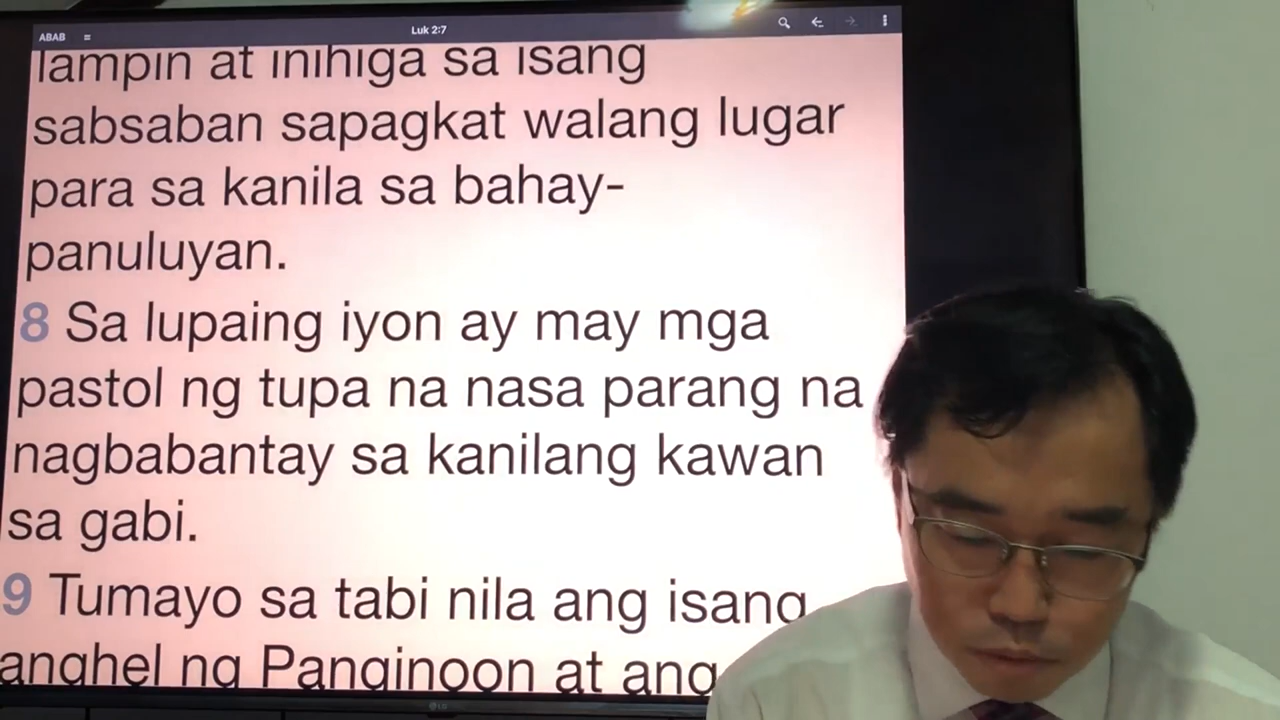 ABAB
Luk 2:7
lampin at inihiga sa isang
sabsaban sapagkat walang lugar
para sa kanila sa bahay-
panuluyan.
8 Sa lupaing iyon ay may mga
pastol ng tupa na nasa parang na
nagbabantay sa kanilang kawan
sa gabi.
9 Tumayo sa tabi nila ang isang
anghel ng Panginoon at ang
LG